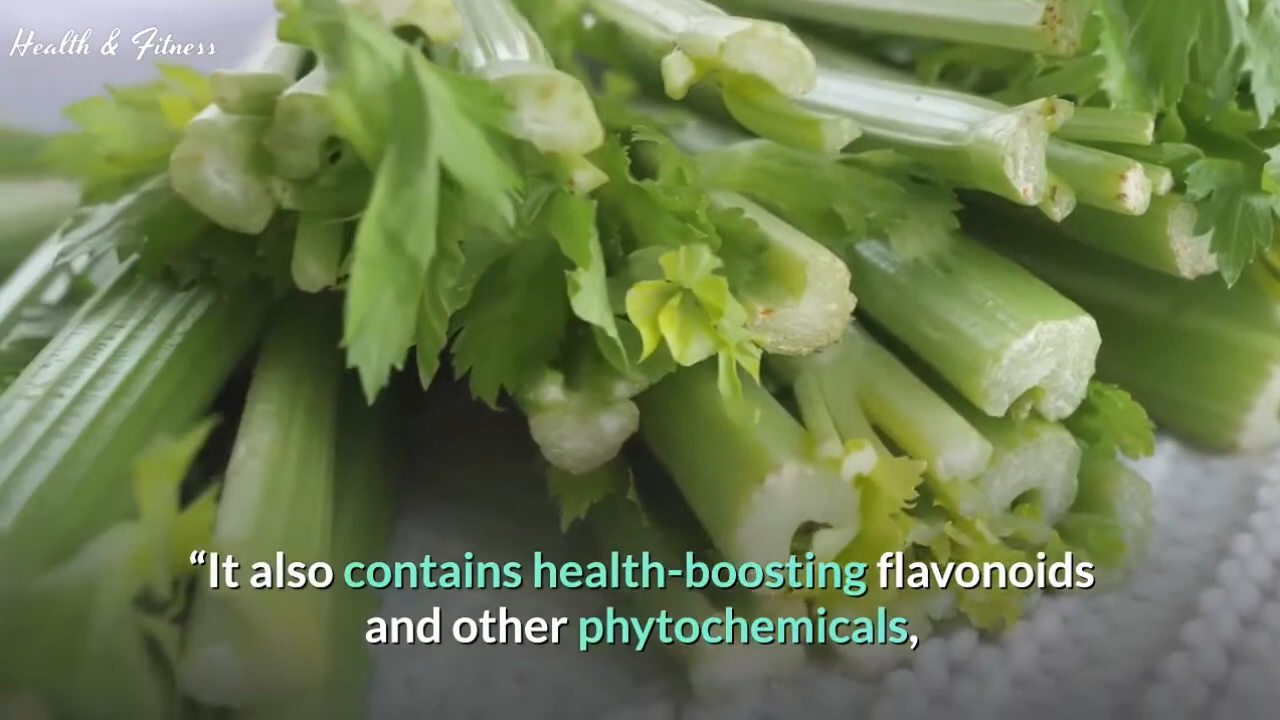 Health & Fitness
“It also contains health-boosting flavonoids
and other phytochemicals,